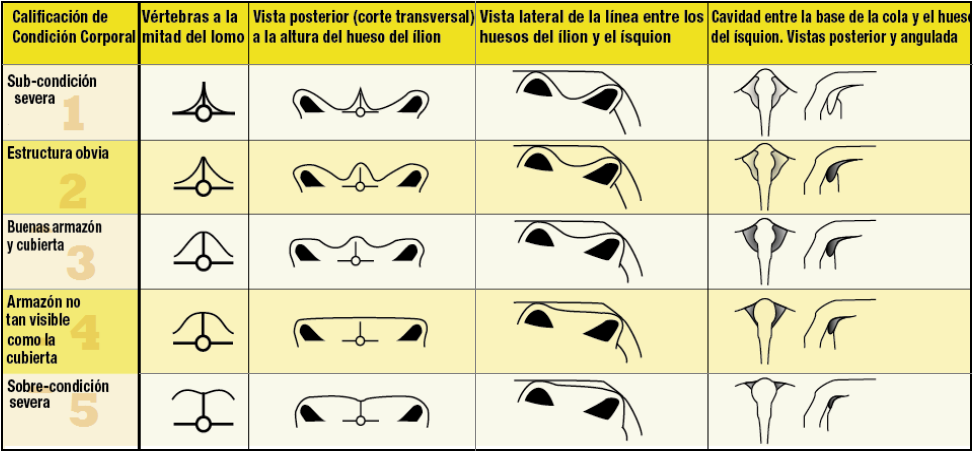 Calificación de
Condición Corporal
Vértebras a la
mitad del lomo
Vista posterior (corte transversal)
a la altura del hueso del ílion
Vista lateral de la línea entre los
huesos del ílion y el ísquion
Cavidad entre la base de la cola y el hueso
del ísquion. Vistas posterior y angulada
Sub-condición
severa
1
Estructura obvia
2
Buenas armazón
y cubierta
3
Armazón no
tan visible
como la
cubierta
4
Sobre-condición
severa
5